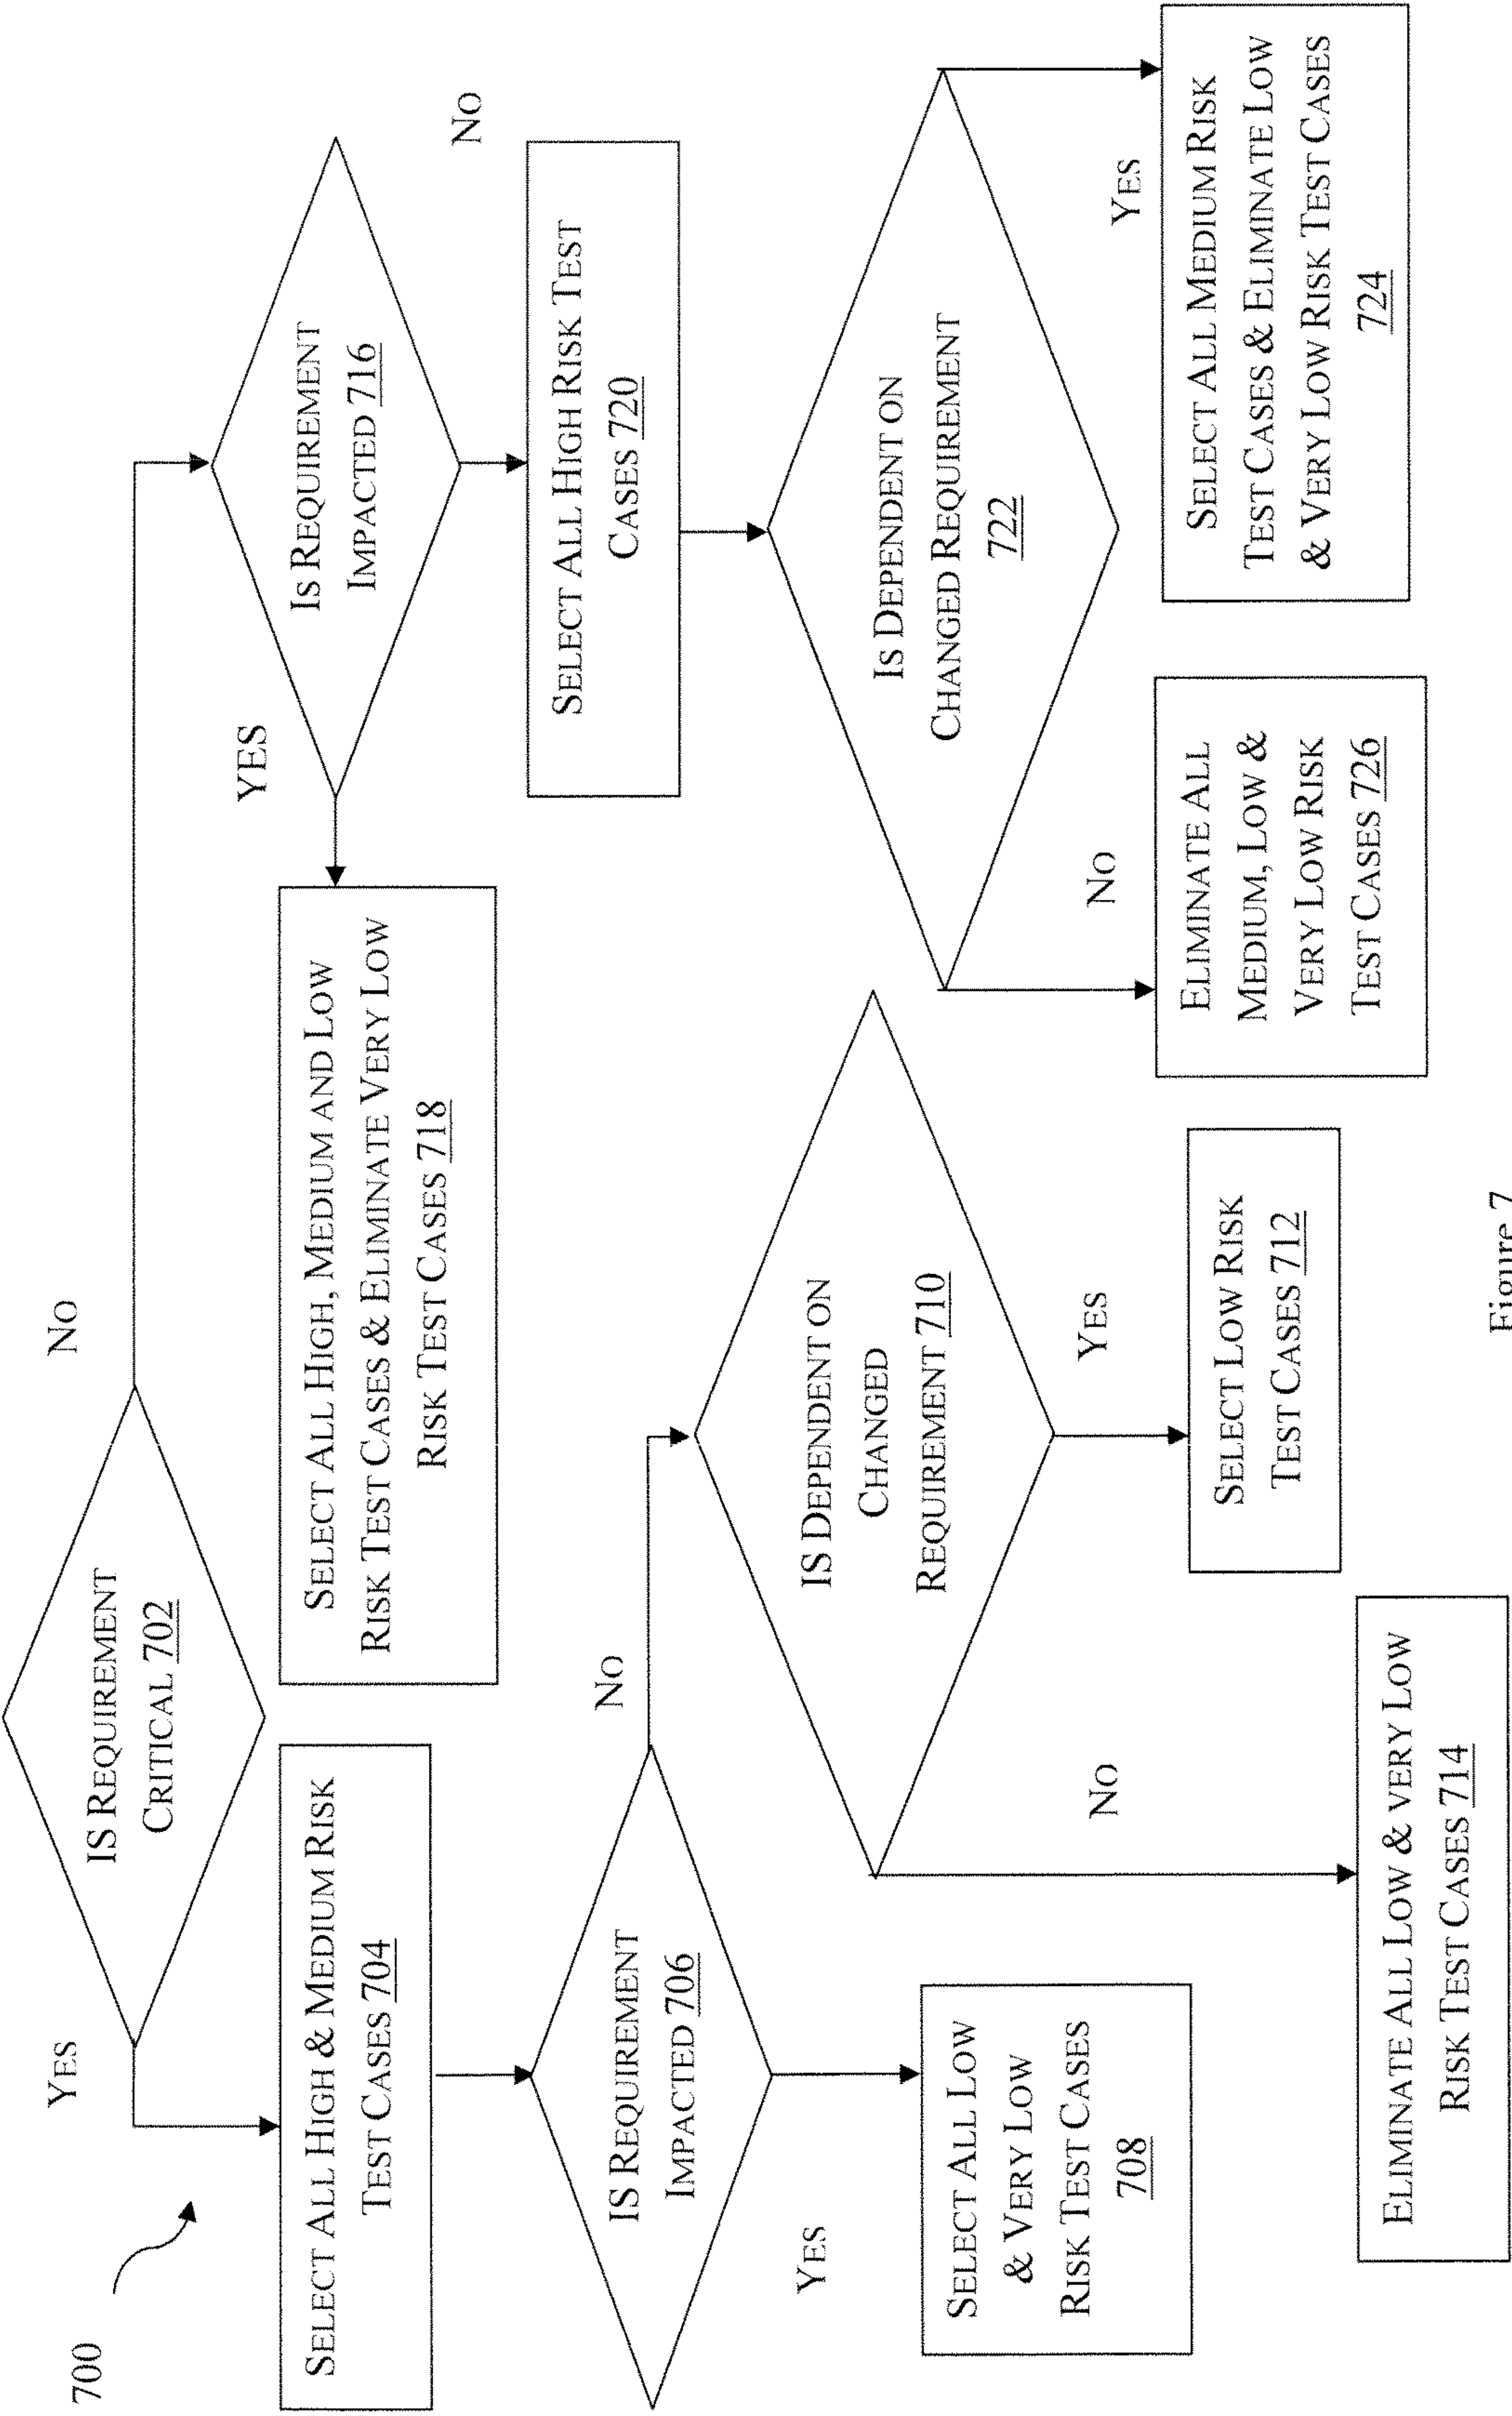 700
YES
IS REQUIREMENT
CRITICAL 702
NO
SELECT ALL HIGH & MEDIUM RISK
TEST CASES 704
IS REQUIREMENT
IMPACTED 706
YES
NO
SELECT ALL LOW
& VERY LOW
RISK TEST CASES
708
IS DEPENDENT ON
CHANGED
REQUIREMENT 710
NO
YES
ELIMINATE ALL LOW & VERY LOW
RISK TEST CASES 714
SELECT LOW RISK
TEST CASES 712
SELECT ALL HIGH, MEDIUM AND LOW
RISK TEST CASES & ELIMINATE VERY LOW
RISK TEST CASES 718
YES
IS REQUIREMENT
IMPACTED 716
NO
SELECT ALL HIGH RISK TEST
CASES 720
IS DEPENDENT ON
CHANGED REQUIREMENT
722
NO
YES
ELIMINATE ALL
MEDIUM, LOW &
VERY LOW RISK
TEST CASES 726
SELECT ALL MEDIUM RISK
TEST CASES & ELIMINATE LOW
& VERY LOW RISK TEST CASES
724
Figure 7